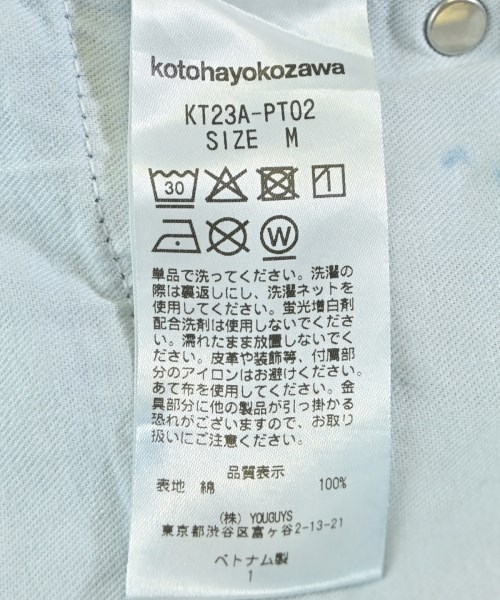 kotohayokozawa
KT23A-PT02
SIZE M
30
W
単品で洗ってください。洗濯の
際は裏返しにし、洗濯ネットを
使用してください。蛍光増白剤
配合洗剤は使用しないでくださ
い。濡れたまま放置しないでくだ
さい。皮革や装飾等、付属部
分のアイロンはお避けください。
あて布を使用してください。金
具部分に他の製品が引っ掛かる
恐れがございますので、お取り
扱いにご注意ください。
品質表示
表地 綿 100%
(株) YOUGUYS
東京都渋谷区富ヶ谷2-13-21
ベトナム製
1